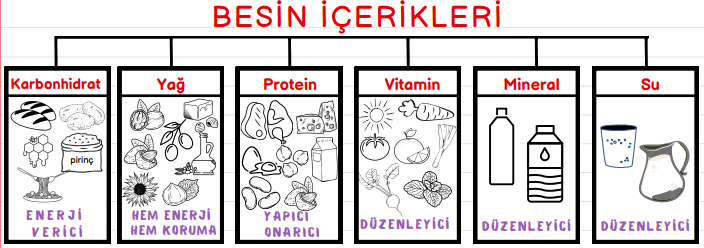 BESİN İÇERİKLERİ
Karbonhidrat
Yağ
Protein
Vitamin
Mineral
Su
pirinç
ENERJİ
VERİCİ
HEM ENERJİ
HEM KORUMA
YAPICI
ONARICI
DÜZENLEYİCİ
DÜZENLEYİCİ
DÜZENLEYİCİ